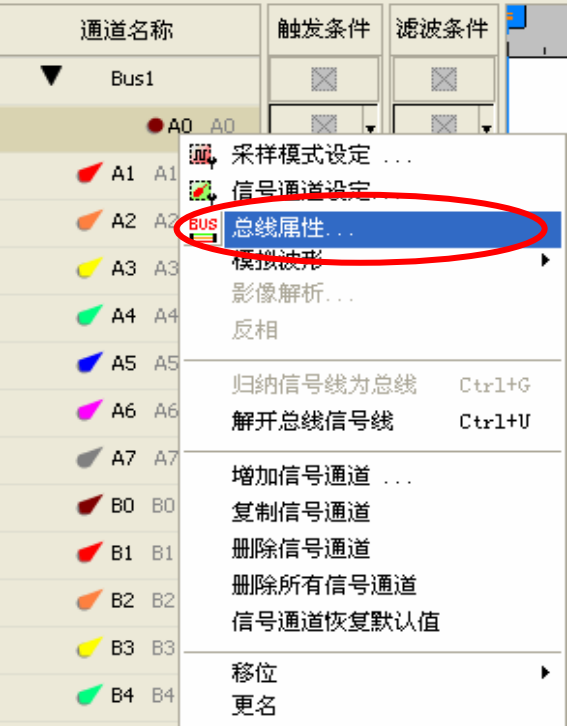 通道名称 触发条件 滤波条件
Bus1
A0 A0
采样模式设定 ...
A1 A1
信号通道设定...
A2 A2
BUS 总线属性...
模拟波形
A3 A3
影像解析...
A4 A4
反相
A5 A5
归纳信号线为总线 Ctrl+G
A6 A6
解开总线信号线 Ctrl+U
A7 A7
增加信号通道 ...
B0 B0
复制信号通道
B1 B1
删除信号通道
删除所有信号通道
B2 B2
信号通道恢复默认值
B3 B3
移位
B4 B4
更名